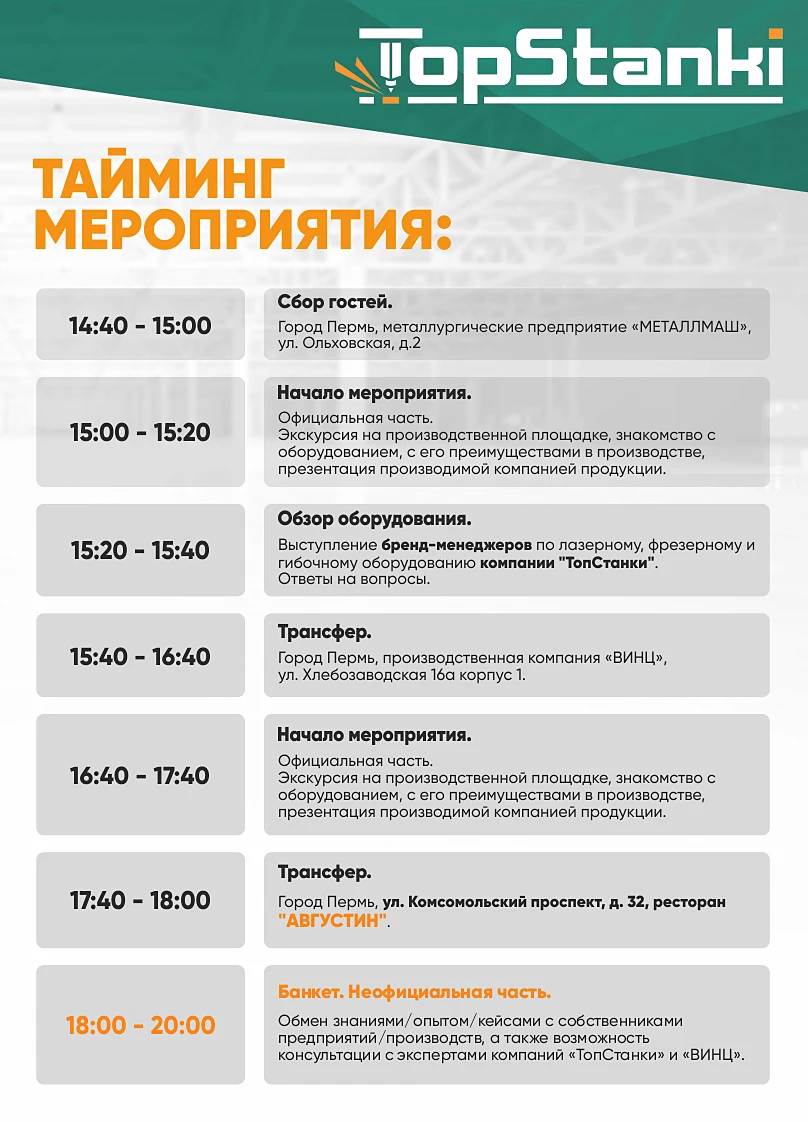 TopStanki
ТАЙМИНГ
МЕРОПРИЯТИЯ:
14:40 - 15:00
Сбор гостей.
Город Пермь, металлургические предприятие «МЕТАЛЛМАШ»,
ул. Ольховская, д.2
15:00 - 15:20
Начало мероприятия.
Официальная часть.
Экскурсия на производственной площадке, знакомство с
оборудованием, с его преимуществами в производстве,
презентация производимой компанией продукции.
15:20 - 15:40
Обзор оборудования.
Выступление бренд-менеджеров по лазерному, фрезерному и
гибочному оборудованию компании "ТопСтанки".
Ответы на вопросы.
15:40 - 16:40
Трансфер.
Город Пермь, производственная компания «ВИНЦ»,
ул. Хлебозаводская 16а корпус 1.
16:40 - 17:40
Начало мероприятия.
Официальная часть.
Экскурсия на производственной площадке, знакомство с
оборудованием, с его преимуществами в производстве,
презентация производимой компанией продукции.
17:40 - 18:00
Трансфер.
Город Пермь, ул. Комсомольский проспект, д. 32, ресторан
"АВГУСТИН".
18:00 - 20:00
Банкет. Неофициальная часть.
Обмен знаниями/опытом/кейсами с собственниками
предприятий/производств, а также возможность
консультации с экспертами компаний «ТопСтанки» и «ВИНЦ».